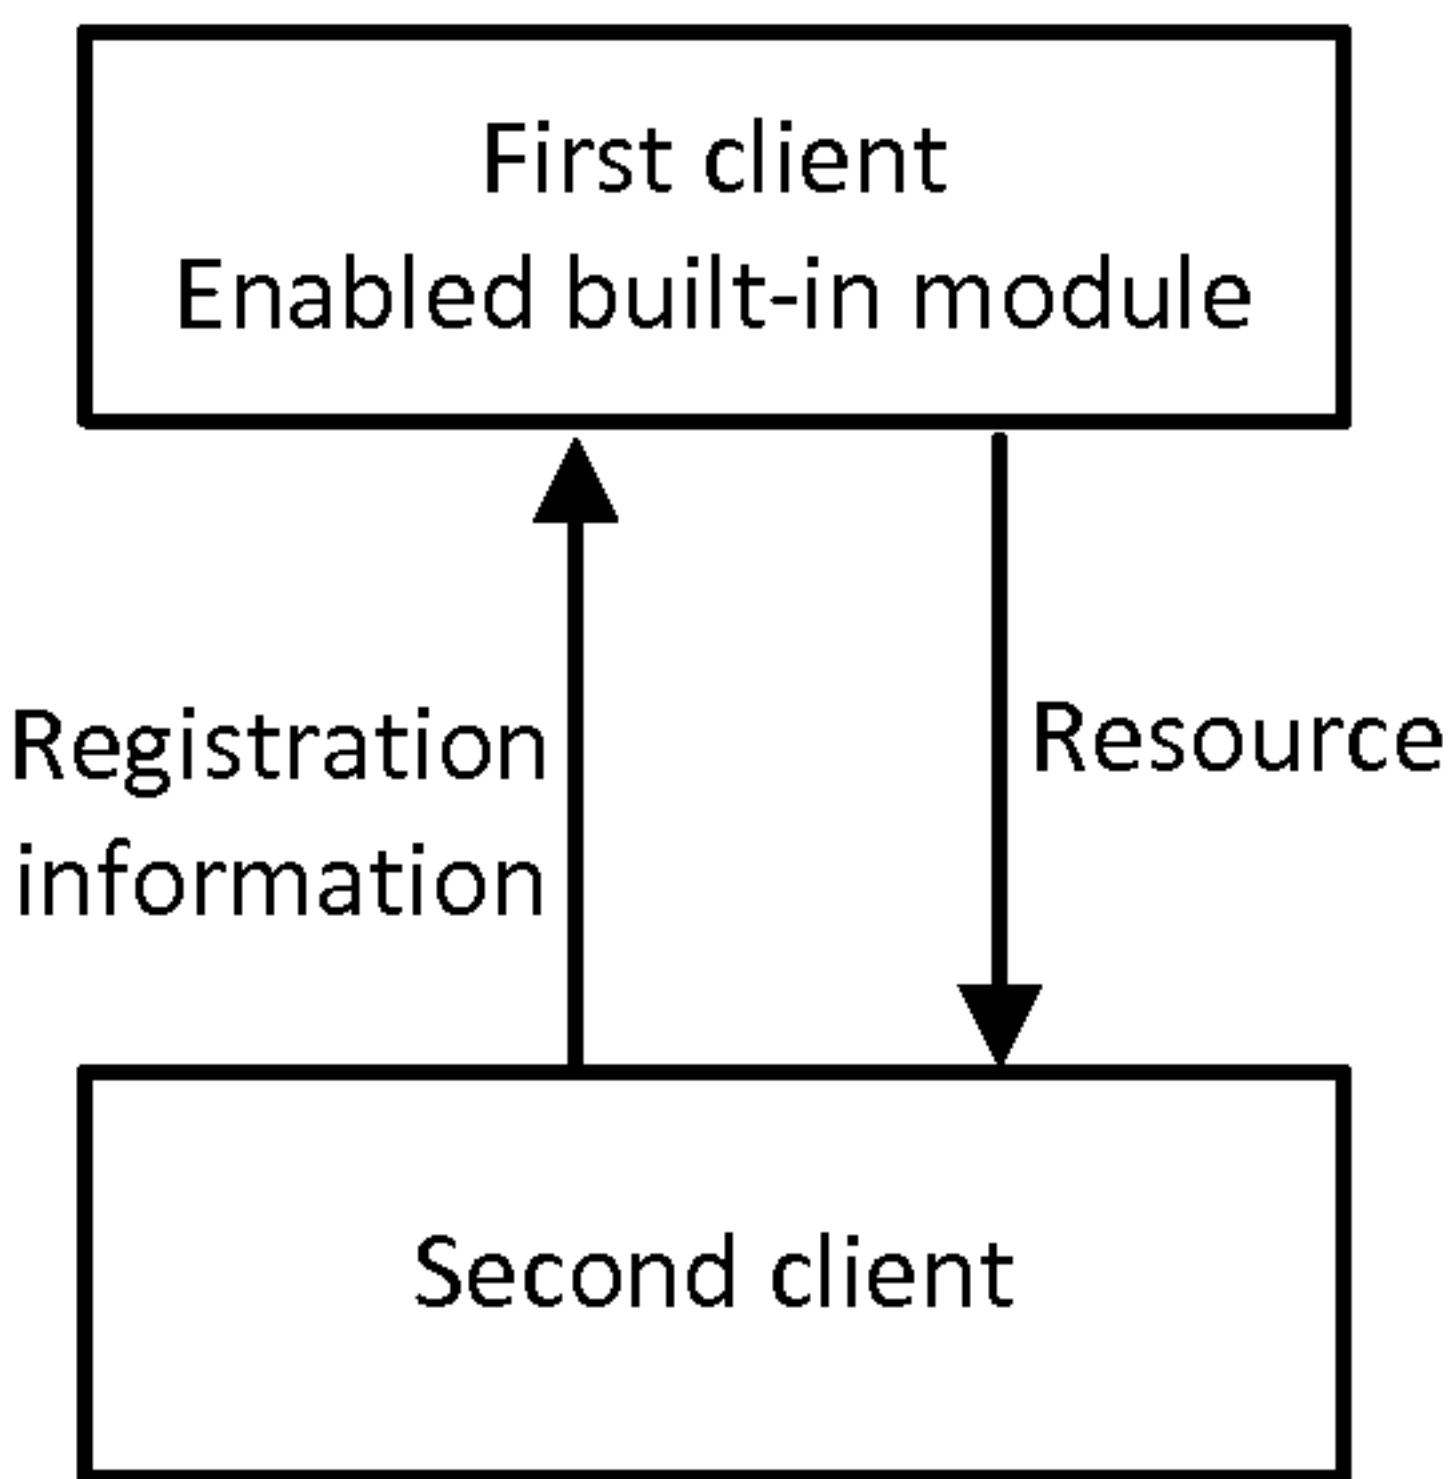 First client
Enabled built-in module
Registration
information
Resource
Second client